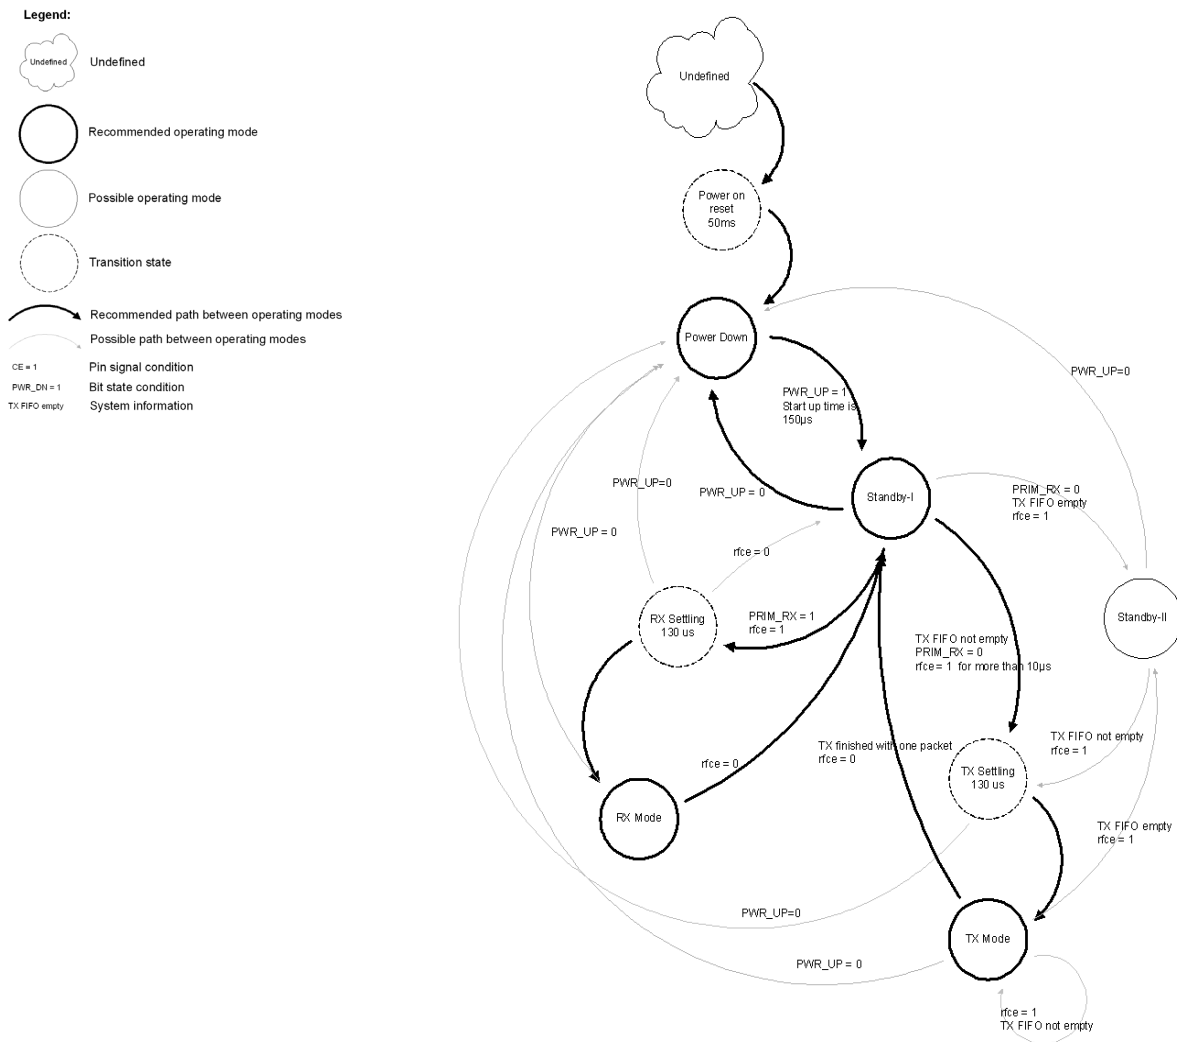 Legend:
Undefined
Undefined
Recommended operating mode
Possible operating mode
Transition state
Recommended path between operating modes
Possible path between operating modes
CE = 1
Pin signal condition
PWR_DN = 1
Bit state condition
TX FIFO empty
System information
Undefined
Power on
reset
50ms
Power Down
PWR_UP=0
PWR_UP = 1
Start up time is
150µs
PWR_UP=0
PWR_UP = 0
Standby-I
PRIM_RX = 0
TX FIFO empty
rfce = 1
PWR_UP = 0
rfce = 0
RX Settling
130 us
PRIM_RX = 1
rfce = 1
Standby-II
TX FIFO not empty
PRIM_RX = 0
rfce = 1  for more than 10µs
TX FIFO not empty
rfce = 1
TX finished with one packet
rfce = 0
rfce = 0
TX Settling
130 us
RX Mode
TX FIFO empty
rfce = 1
PWR_UP=0
TX Mode
PWR_UP = 0
rfce = 1
TX FIFO not empty